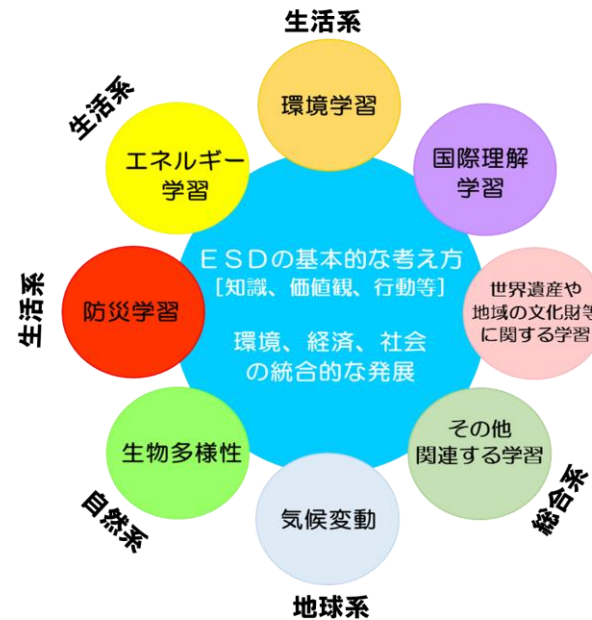 生活系
環境学習
生活系
エネルギー
学習
国際理解
学習
ESDの基本的な考え方
[知識、価値観、行動等]
環境、経済、社会
の統合的な発展
生活系
防災学習
世界遺産や
地域の文化財等
に関する学習
生物多様性
自然系
その他
関連する学習
総合系
気候変動
地球系